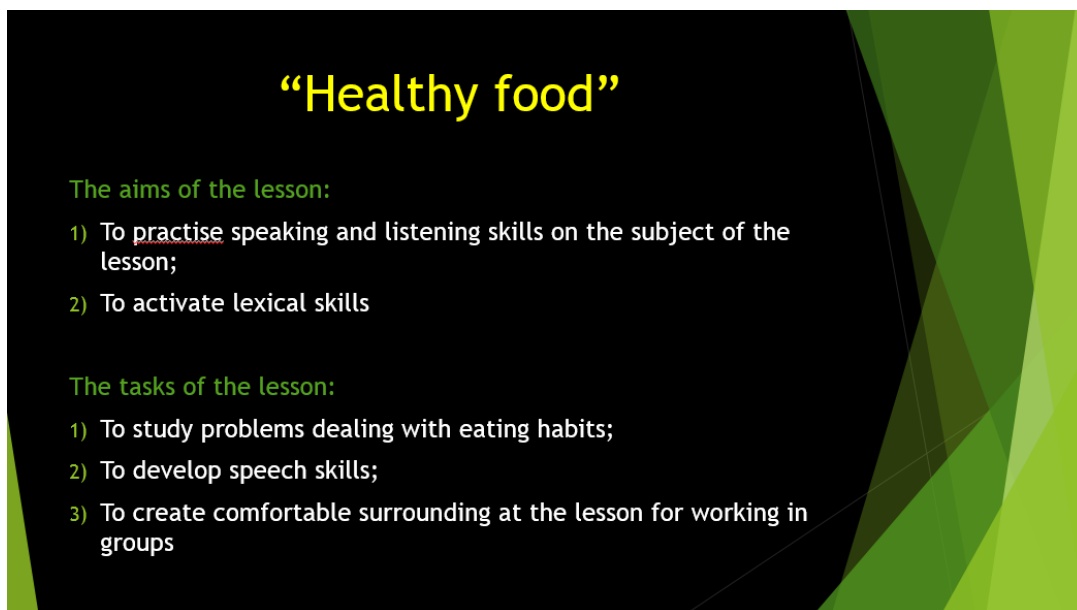 “Healthy food”
The aims of the lesson:
1) To practise speaking and listening skills on the subject of the
lesson;
2) To activate lexical skills
The tasks of the lesson:
1) To study problems dealing with eating habits;
2) To develop speech skills;
3) To create comfortable surrounding at the lesson for working in
groups